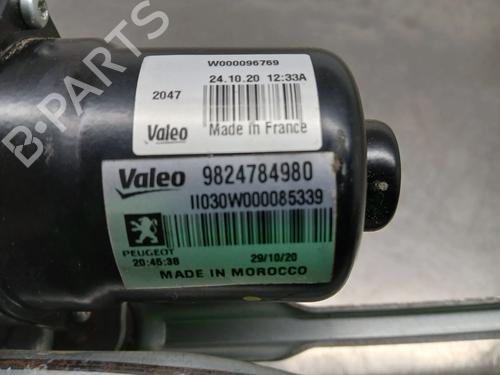 W000096769
24.10.20 12:33A
2047
Valeo Made in France
Valeo 9824784980
II030W000085339
PEUGEOT
20:45:38 29/10/20
MADE IN MOROCCO